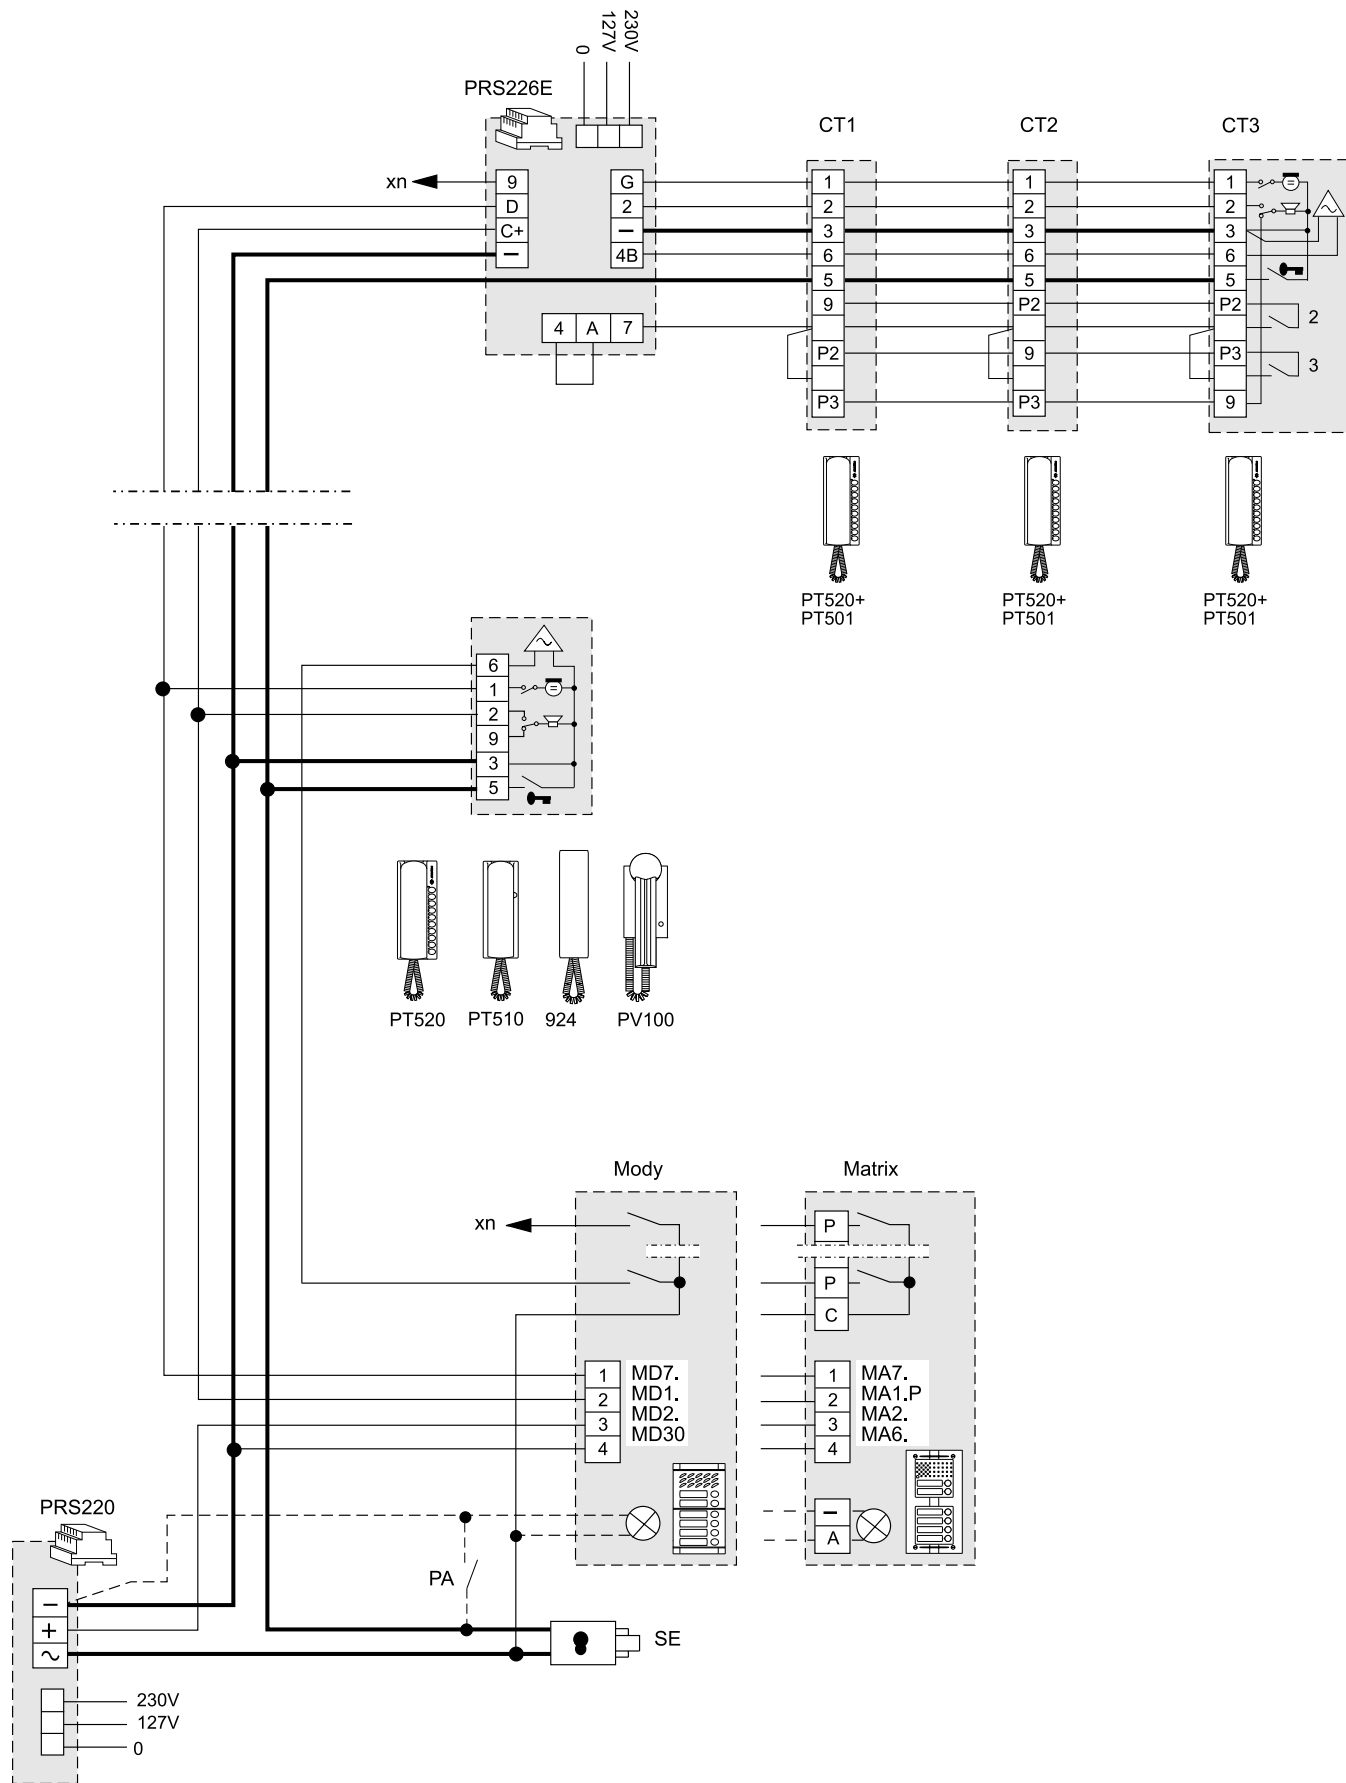 0
127V
230V
PRS226E
CT1
CT2
CT3
xn
9
D
C+
–
G
2
–
4B
4 A 7
1
2
3
6
5
9
P2
P3
1
2
3
6
5
P2
9
P3
1
2
3
6
5
P2
P3
9
2
3
PT520+
PT501
PT520+
PT501
PT520+
PT501
6
1
2
9
3
5
PT520
PT510
924
PV100
Mody
Matrix
xn
P
P
C
1
2
3
4
MD7.
MD1.
MD2.
MD30
1
2
3
4
MA7.
MA1.P
MA2.
MA6.
–
A
PRS220
–
+
~
PA
SE
230V
127V
0